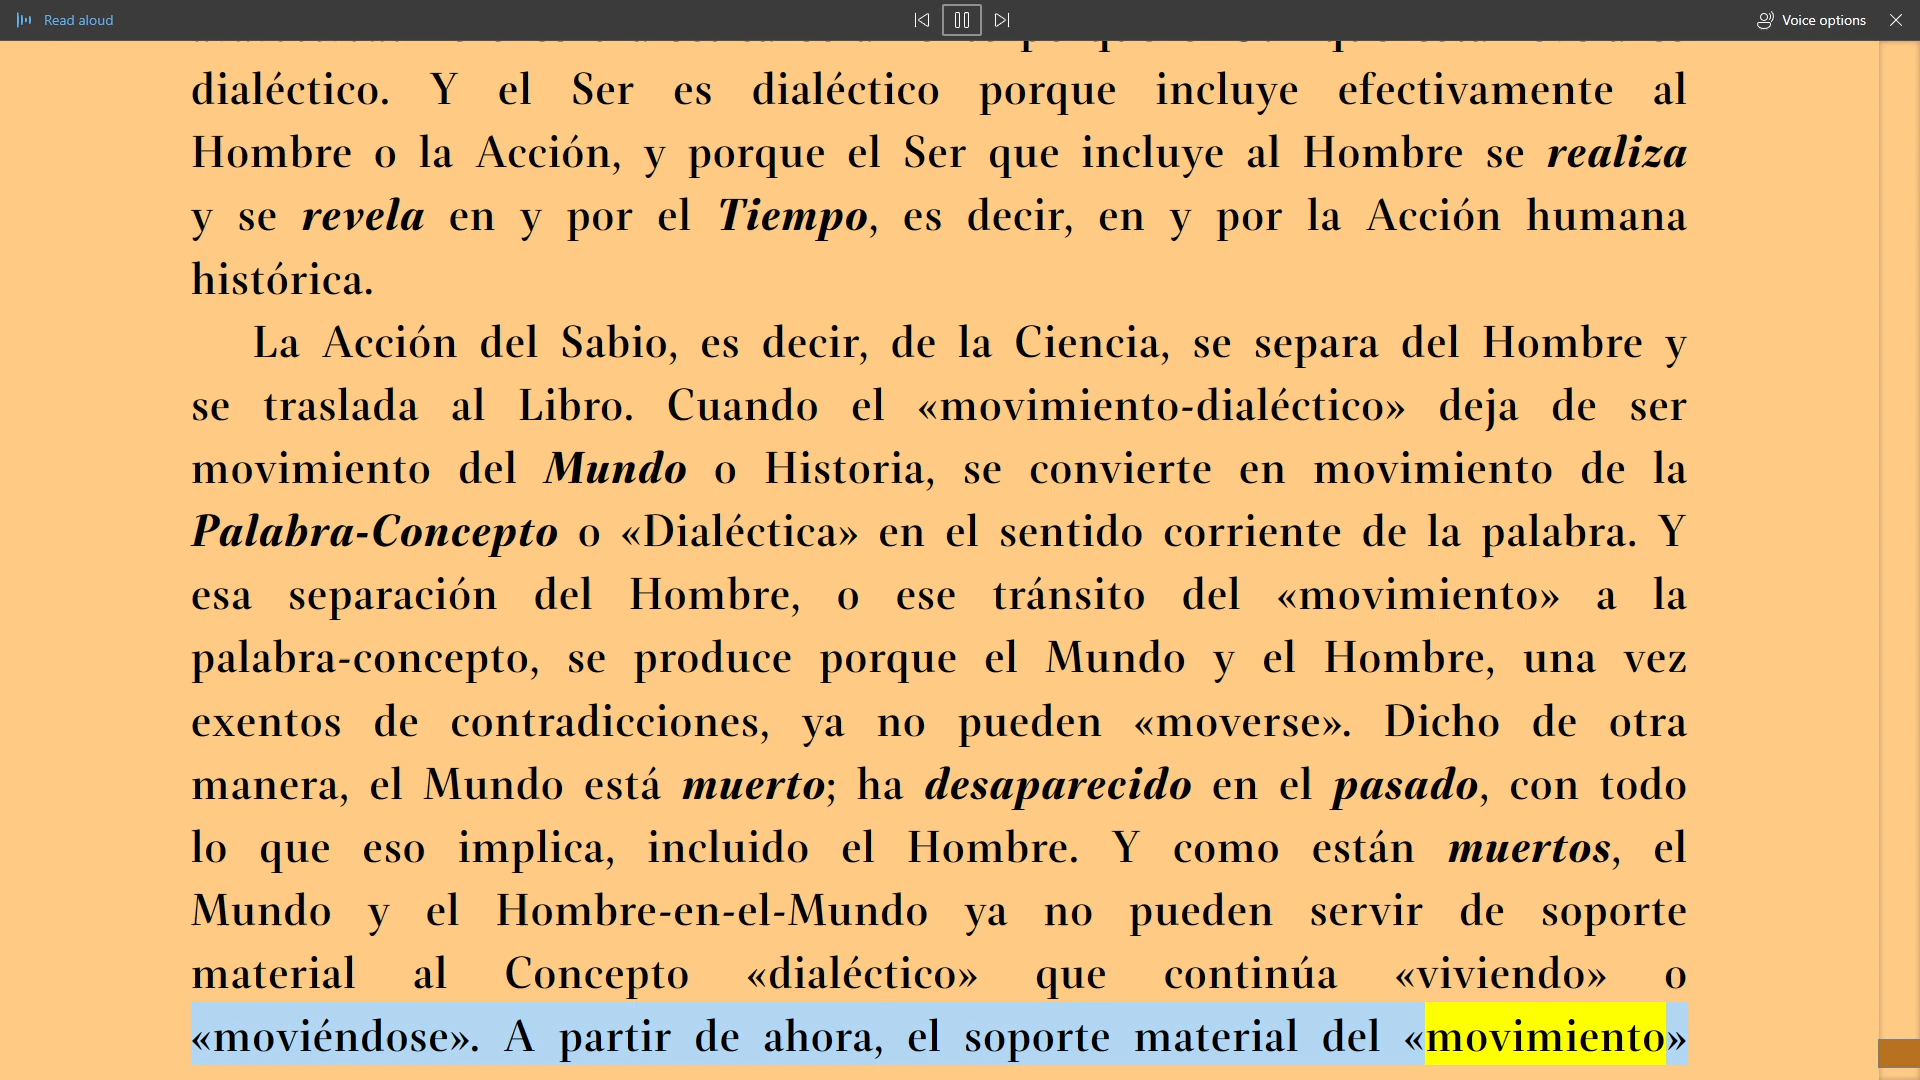 Read aloud
Voice options
dialéctico. Y el Ser es dialéctico porque incluye efectivamente al
Hombre o la Acción, y porque el Ser que incluye al Hombre se realiza
y se revela en y por el Tiempo, es decir, en y por la Acción humana
histórica.
La Acción del Sabio, es decir, de la Ciencia, se separa del Hombre y
se traslada al Libro. Cuando el «movimiento-dialéctico» deja de ser
movimiento del Mundo o Historia, se convierte en movimiento de la
Palabra-Concepto o «Dialéctica» en el sentido corriente de la palabra. Y
esa separación del Hombre, o ese tránsito del «movimiento» a la
palabra-concepto, se produce porque el Mundo y el Hombre, una vez
exentos de contradicciones, ya no pueden «moverse». Dicho de otra
manera, el Mundo está muerto; ha desaparecido en el pasado, con todo
lo que eso implica, incluido el Hombre. Y como están muertos, el
Mundo y el Hombre-en-el-Mundo ya no pueden servir de soporte
material al Concepto «dialéctico» que continúa «viviendo» o
«moviéndose». A partir de ahora, el soporte material del «movimiento»